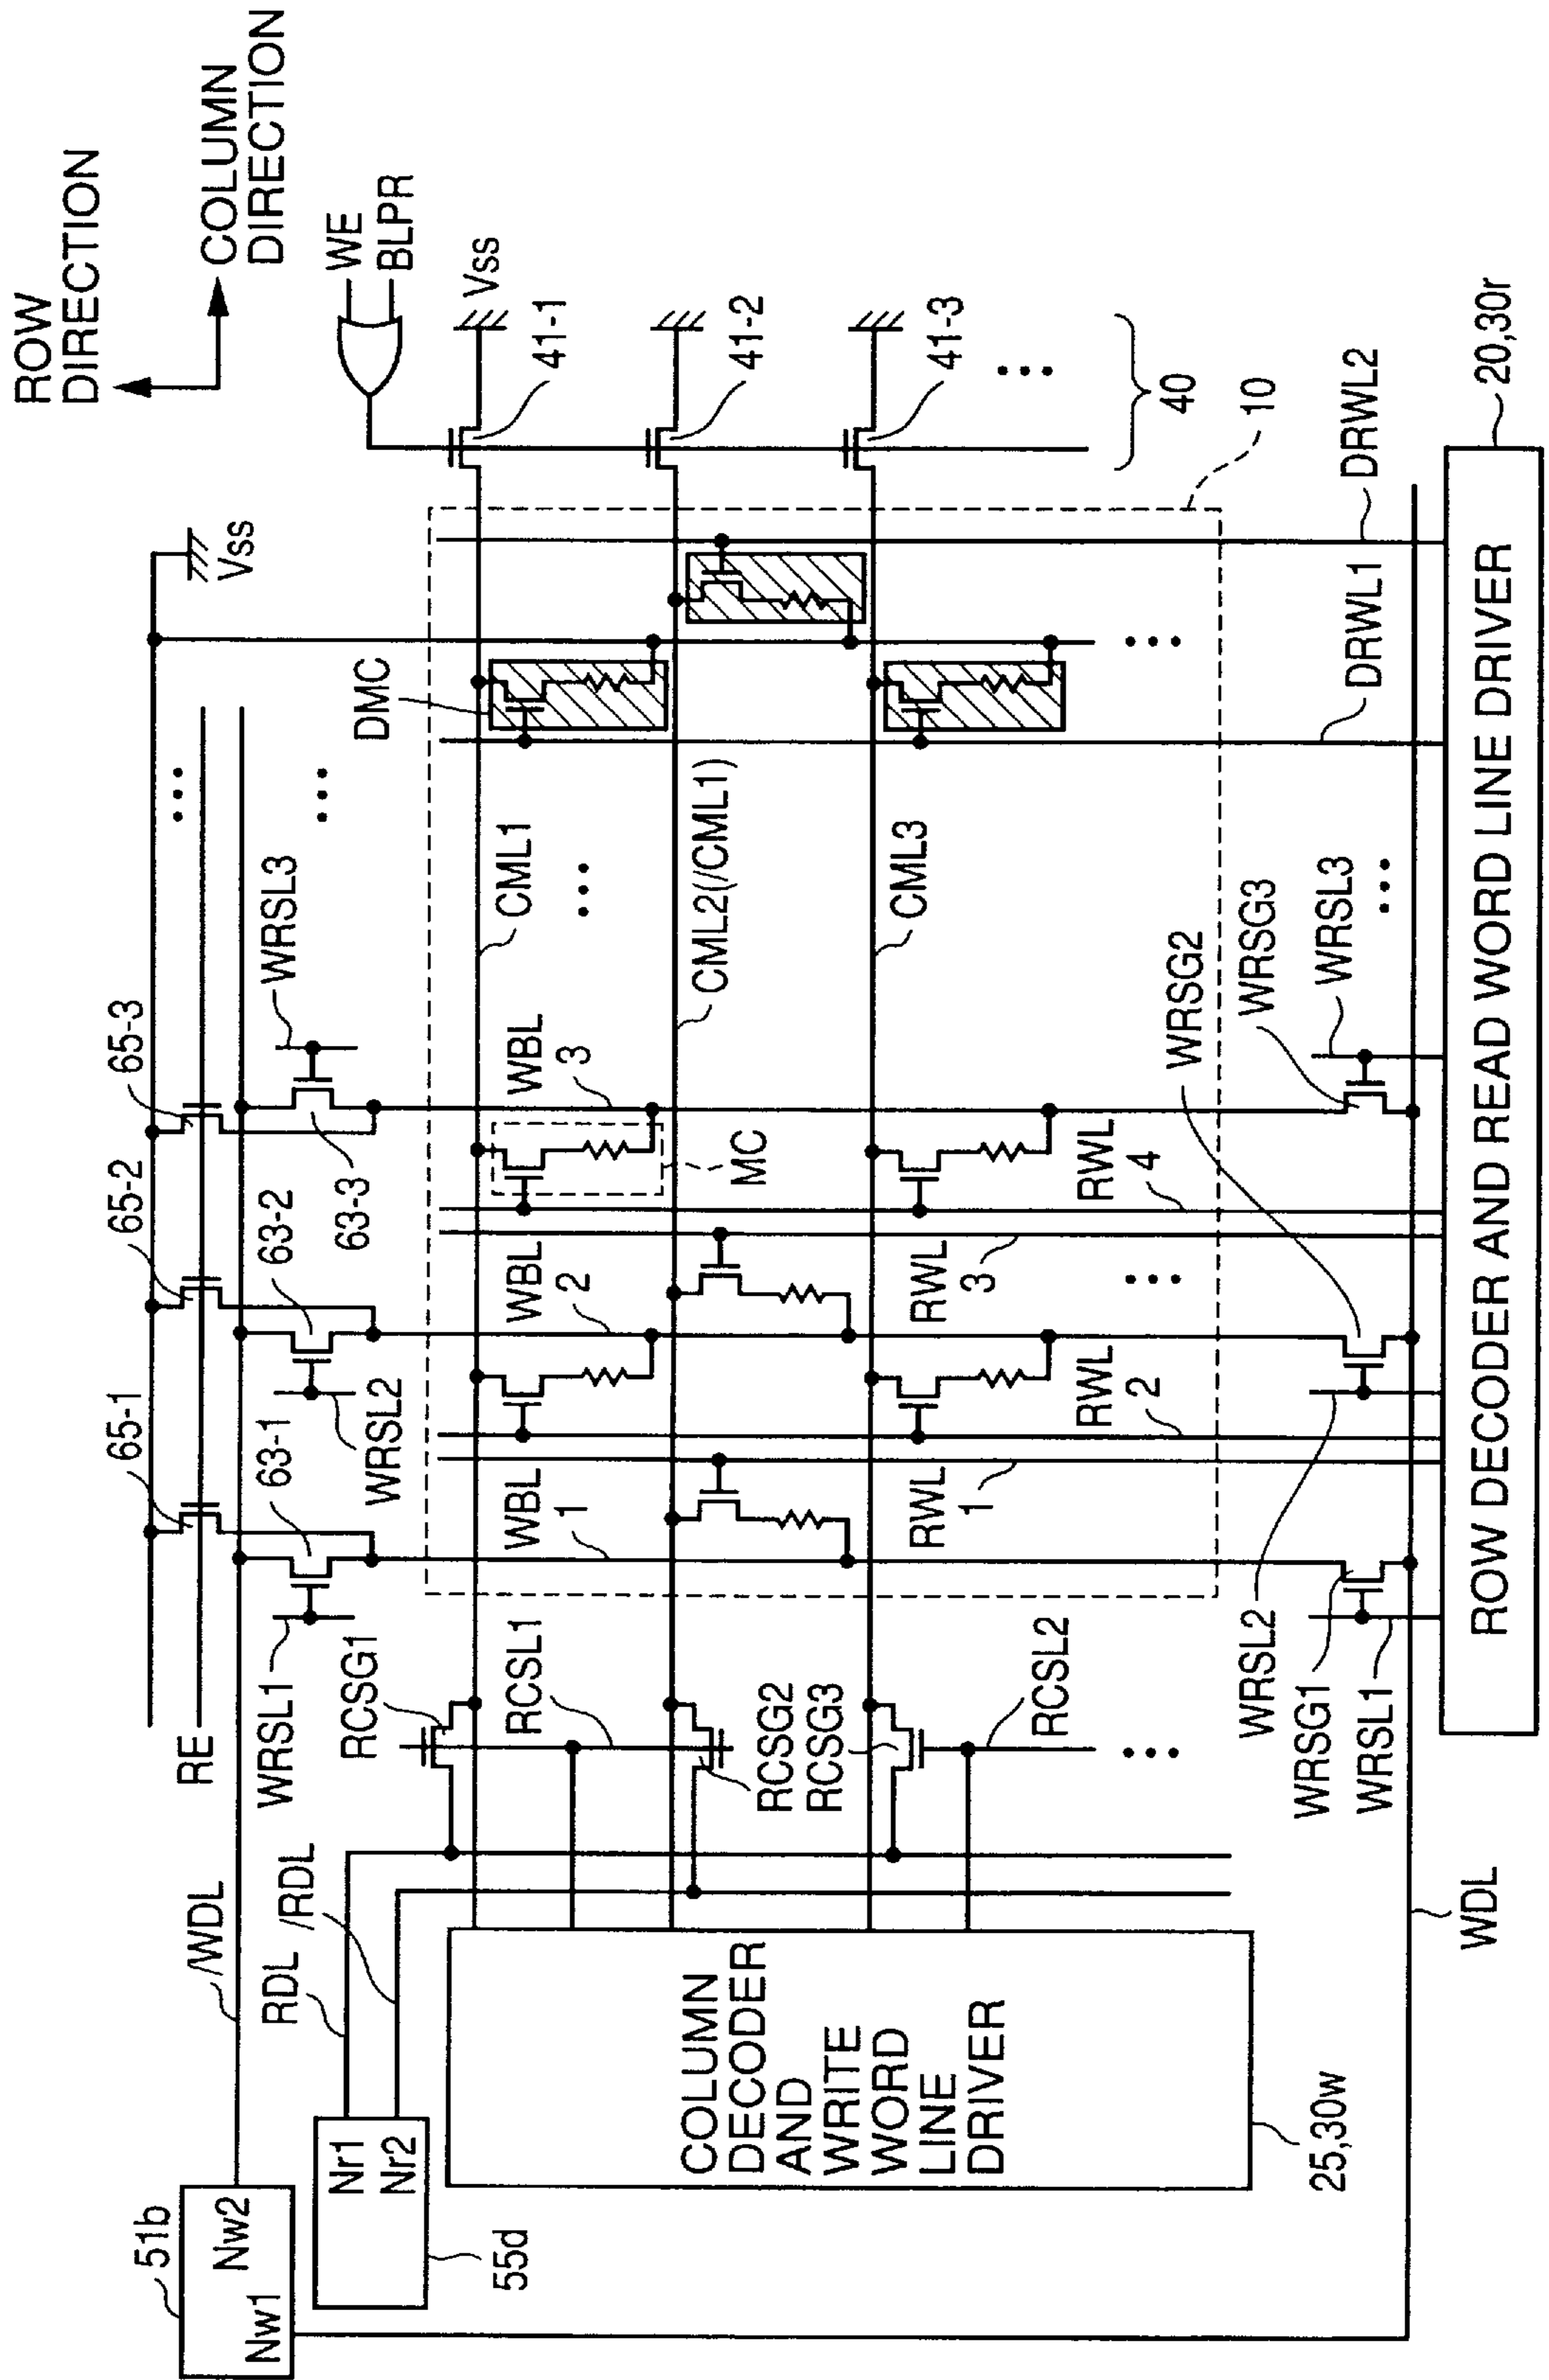 ROW
DIRECTION
COLUMN
DIRECTION
WE
BLPR
Vss
41-1
41-2
41-3
40
10
20,30r
DRWL2
DRWL1
Vss
DMC
CML1
CML2(/CML1)
CML3
WRSL3
WRSG2
WRSG3
WRSL3
65-3
65-2
65-1
63-3
63-2
63-1
WRSL2
WBL
3
MC
RWL
4
WBL
2
RWL
3
RWL
2
WBL
1
RWL
1
ROW DECODER AND READ WORD LINE DRIVER
RE
WRSL1
RCSG1
RCSL1
RCSG2
RCSG3
RCSL2
WRSL2
WRSG1
WRSL1
/WDL
RDL
/RDL
WDL
51b
Nw2
Nw1
Nr1
Nr2
55d
COLUMN
DECODER
AND
WRITE
WORD
LINE
DRIVER
25,30w